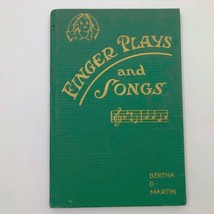 FINGER PLAYS
and
SONGS
BERTHA
D
MARTIN